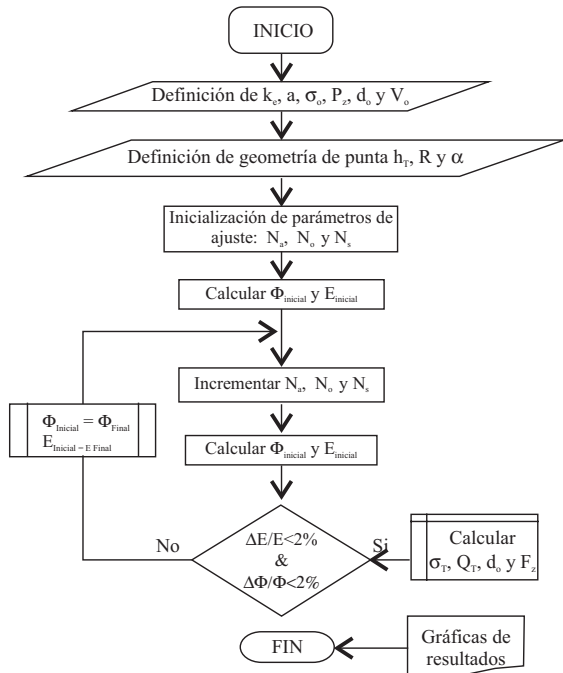 INICIO
Definición de kₑ, a, σₒ, P_z, dₒ y Vₒ
Definición de geometría de punta h_T, R y α
Inicialización de parámetros de
ajuste: Nₐ, Nₒ y Nₛ
Calcular Φ_inicial y E_inicial
Incrementar Nₐ, Nₒ y Nₛ
Φ_Inicial = Φ_Final
E_Inicial = E Final
Calcular Φ_inicial y E_inicial
No
ΔE/E<2%
&
ΔΦ/Φ<2%
Si
Calcular
σ_T, Q_T, dₒ y F_z
FIN
Gráficas de
resultados